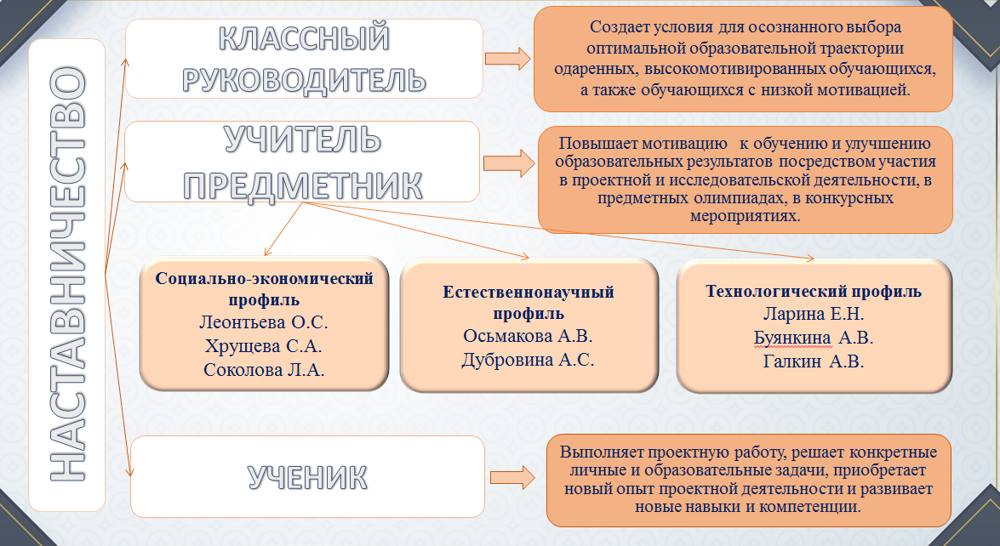 НАСТАВНИЧЕСТВО
КЛАССНЫЙ
РУКОВОДИТЕЛЬ
Создает условия для осознанного выбора
оптимальной образовательной траектории
одаренных, высокомотивированных обучающихся,
а также обучающихся с низкой мотивацией.
УЧИТЕЛЬ
ПРЕДМЕТНИК
Повышает мотивацию к обучению и улучшению
образовательных результатов посредством участия
в проектной и исследовательской деятельности, в
предметных олимпиадах, в конкурсных
мероприятиях.
Социально-экономический
профиль
Леонтьева О.С.
Хрущева С.А.
Соколова Л.А.
Естественнонаучный
профиль
Осьмакова А.В.
Дубровина А.С.
Технологический профиль
Ларина Е.Н.
Буянкина А.В.
Галкин А.В.
УЧЕНИК
Выполняет проектную работу, решает конкретные
личные и образовательные задачи, приобретает
новый опыт проектной деятельности и развивает
новые навыки и компетенции.